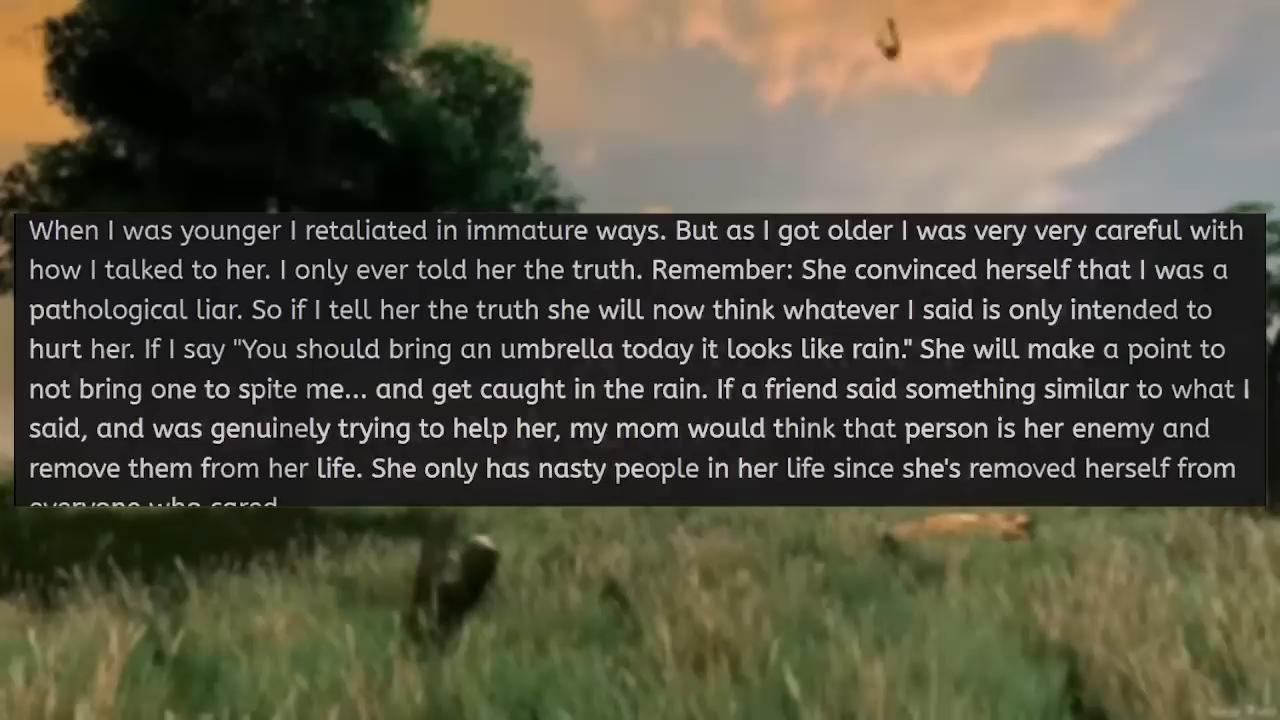 When I was younger I retaliated in immature ways. But as I got older I was very very careful with
how I talked to her. I only ever told her the truth. Remember: She convinced herself that I was a
pathological liar. So if I tell her the truth she will now think whatever I said is only intended to
hurt her. If I say "You should bring an umbrella today it looks like rain." She will make a point to
not bring one to spite me... and get caught in the rain. If a friend said something similar to what I
said, and was genuinely trying to help her, my mom would think that person is her enemy and
remove them from her life. She only has nasty people in her life since she's removed herself from
everyone who cared